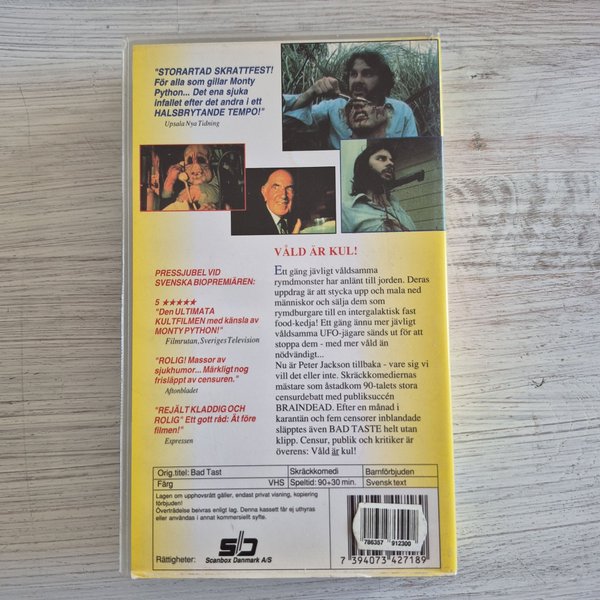 "STORARTAD SKRATTFEST!
För alla som gillar Monty
Python... Det ena sjuka
infallet efter det andra i ett
HALSBRYTANDE TEMPO!"
Upsala Nya Tidning
VÅLD ÄR KUL!
Ett gäng jävligt våldsamma
rymdmonster har anlänt till jorden. Deras
uppdrag är att stycka upp och mala ned
människor och sälja dem som
rymdburgare till en intergalaktisk fast
food-kedja! Ett gäng ännu mer jävligt
våldsamma UFO-jägare sänds ut för att
stoppa dem - med mer våld än
nödvändigt...
Nu är Peter Jackson tillbaka - vare sig vi
vill det eller inte. Skräckkomediernas
mästare som åstadkom 90-talets stora
censurdebatt med publiksuccén
BRAINDEAD. Efter en månad i
karantän och fem censorer inblandade
släpptes även BAD TASTE helt utan
klipp. Censur, publik och kritiker är
överens: Våld är kul!
PRESSJUBEL VID
SVENSKA BIOPREMIÄREN:
5 ★★★★★
"Den ULTIMATA
KULTFILMEN med känsla av
MONTY PYTHON!"
Filmrutan, Sveriges Television
"ROLIG! Massor av
sjukhumor... Märkligt nog
frisläppt av censuren."
Aftonbladet
"REJÄLT KLADDIG OCH
ROLIG" Ett gott råd: Ät före
filmen!"
Expressen
Orig.titel: Bad Tast Skräckkomedi Barnförbjuden
Färg VHS Speltid: 90+30 min. Svensk text
Lagen om upphovsrätt gäller, endast privat visning, kopiering
förbjuden!
Överträdelse beivras enligt lag. Denna kassett får ej uthyras
eller användas i annat kommersiellt syfte.
Rättigheter: Scanbox Danmark A/S
786357 912300
7 394073 427189